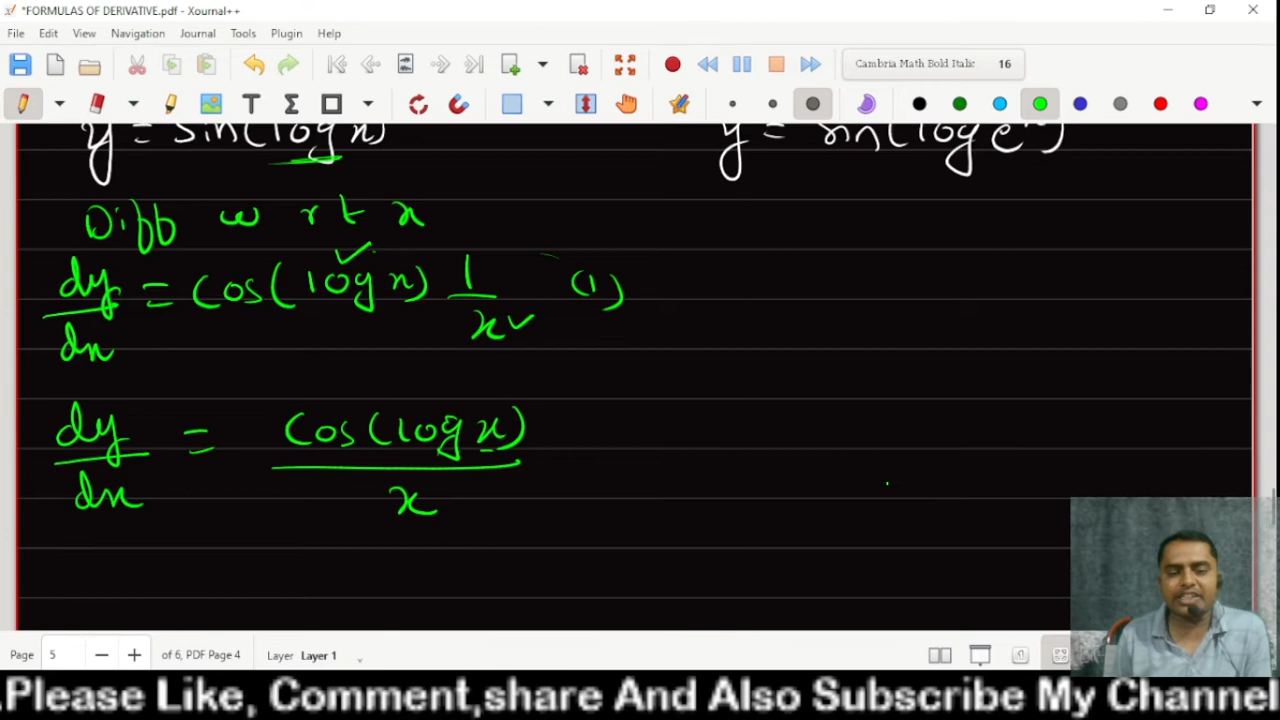 *FORMULAS OF DERIVATIVE.pdf - Xournal++
File Edit View Navigation Journal Tools Plugin Help
Cambria Math Bold Italic 16
y = sin(log x)
Diff w r t x
dy/dx = cos(log x) 1/x (1)
dy/dx = cos(log x)/x
y = sin(log e
Page 5 of 6, PDF Page 4 Layer Layer 1
.Please Like, Comment,share And Also Subscribe My Channel